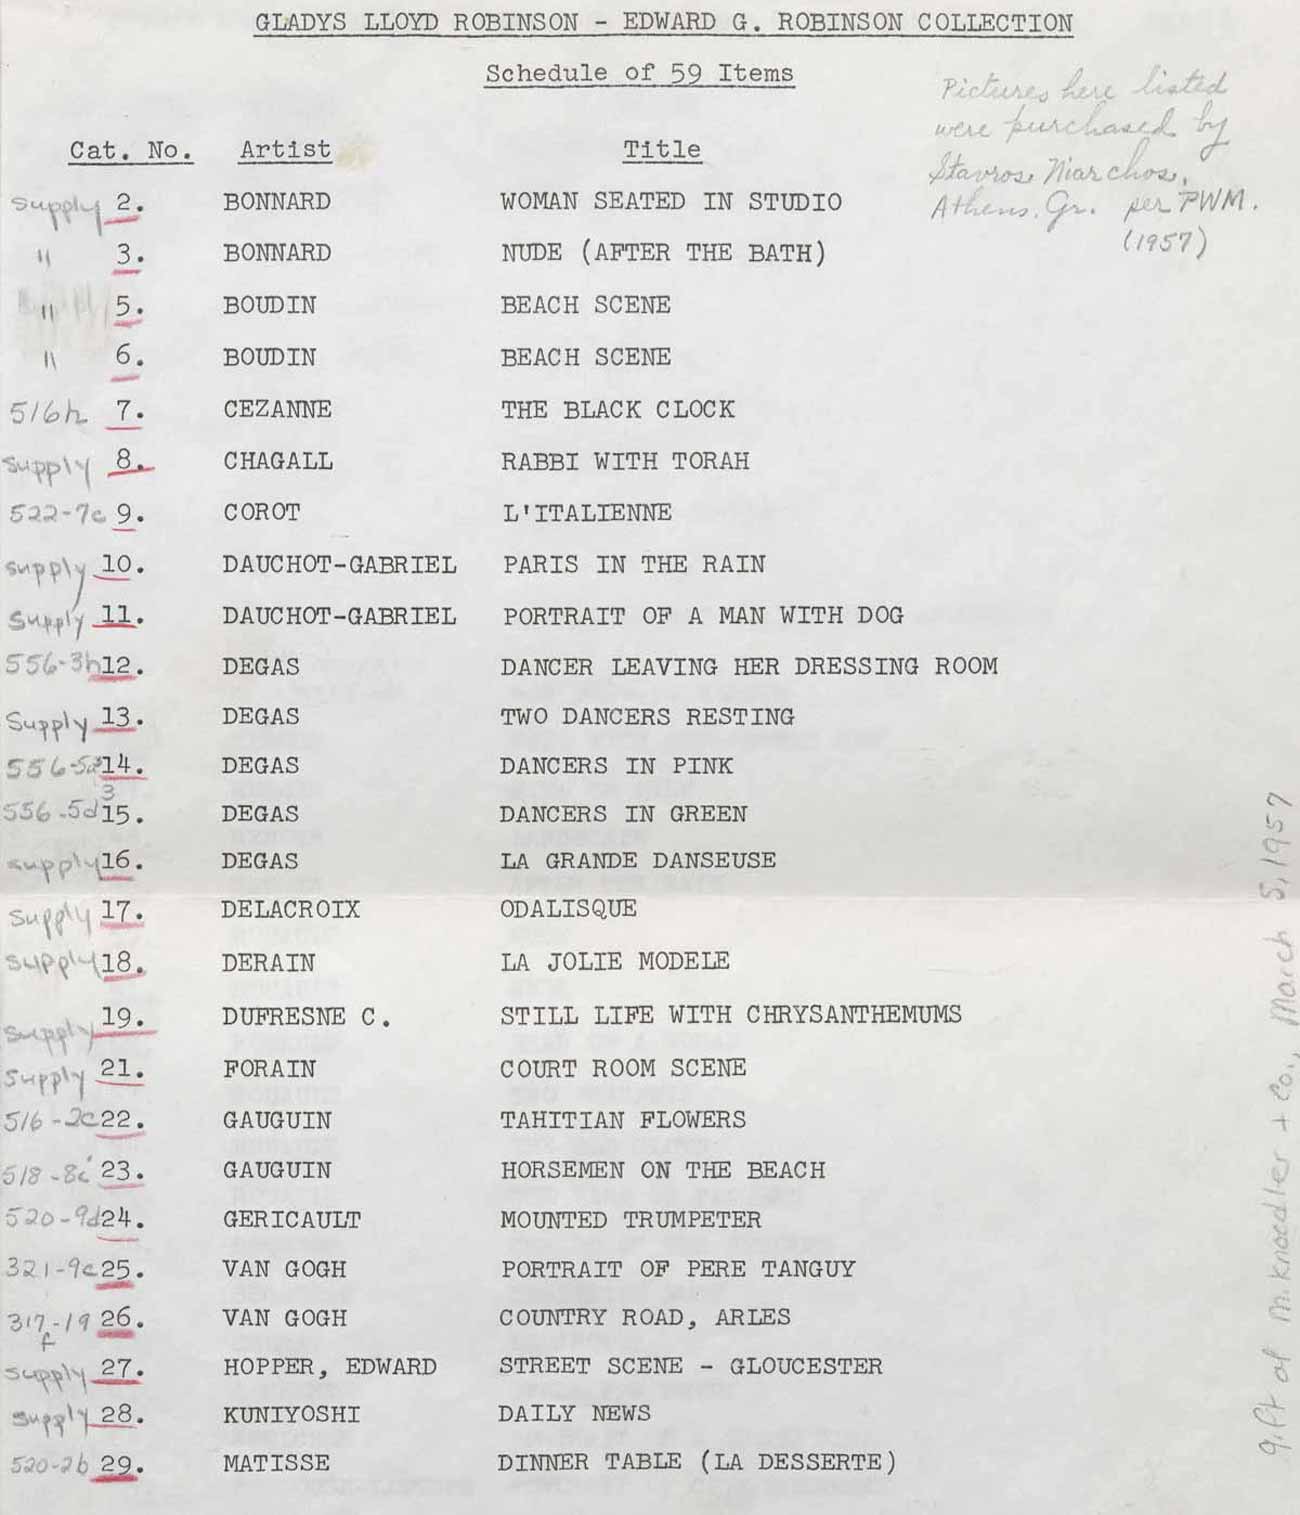 GLADYS LLOYD ROBINSON - EDWARD G. ROBINSON COLLECTION
Schedule of 59 Items
Pictures here listed
were purchased by
Stavros Niarchos,
Athens, Gr. per PWM.
(1957)
Cat. No. Artist Title
Supply 2. BONNARD WOMAN SEATED IN STUDIO
" 3. BONNARD NUDE (AFTER THE BATH)
" 5. BOUDIN BEACH SCENE
" 6. BOUDIN BEACH SCENE
516h 7. CEZANNE THE BLACK CLOCK
Supply 8. CHAGALL RABBI WITH TORAH
522-7c 9. COROT L'ITALIENNE
supply 10. DAUCHOT-GABRIEL PARIS IN THE RAIN
Supply 11. DAUCHOT-GABRIEL PORTRAIT OF A MAN WITH DOG
556-3h 12. DEGAS DANCER LEAVING HER DRESSING ROOM
Supply 13. DEGAS TWO DANCERS RESTING
14. DEGAS DANCERS IN PINK
3
556-5d 15. DEGAS DANCERS IN GREEN
supply 16. DEGAS LA GRANDE DANSEUSE
Supply 17. DELACROIX ODALISQUE
supply 18. DERAIN LA JOLIE MODELE
Supply 19. DUFRESNE C. STILL LIFE WITH CHRYSANTHEMUMS
Supply 21. FORAIN COURT ROOM SCENE
516-2c 22. GAUGUIN TAHITIAN FLOWERS
518-8i 23. GAUGUIN HORSEMEN ON THE BEACH
520-9d 24. GERICAULT MOUNTED TRUMPETER
321-9c 25. VAN GOGH PORTRAIT OF PERE TANGUY
317-19 26. VAN GOGH COUNTRY ROAD, ARLES
f
supply 27. HOPPER, EDWARD STREET SCENE - GLOUCESTER
supply 28. KUNIYOSHI DAILY NEWS
520-2b 29. MATISSE DINNER TABLE (LA DESSERTE)
gift of M. Knoedler + Co., March 5, 1957